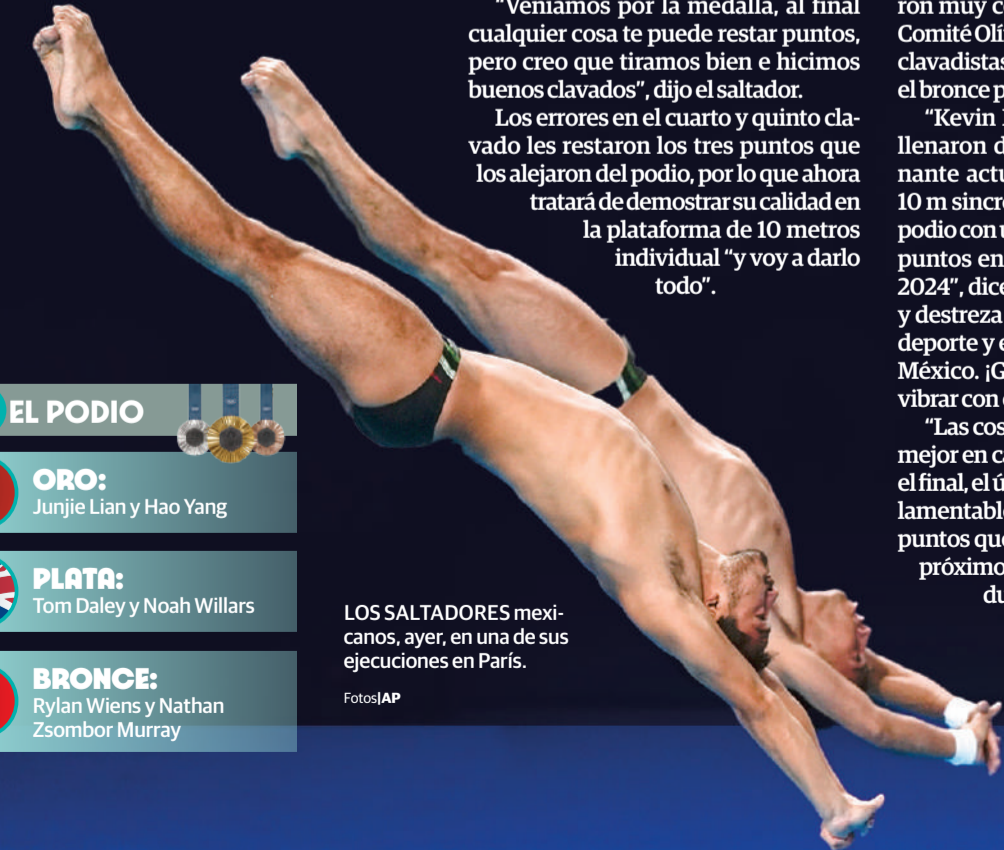 "Veníamos por la medalla, al final
cualquier cosa te puede restar puntos,
pero creo que tiramos bien e hicimos
buenos clavados", dijo el saltador.
Los errores en el cuarto y quinto cla-
vado les restaron los tres puntos que
los alejaron del podio, por lo que ahora
tratará de demostrar su calidad en
la plataforma de 10 metros
individual "y voy a darlo
todo".
ron muy c
Comité Olí
clavadistas
el bronce p
"Kevin
llenaron d
nante actu
10 m sincr
podio con u
puntos en
2024", dice
y destreza
deporte y e
México. ¡G
vibrar con
"Las cos
mejor en ca
el final, el ú
lamentabl
puntos que
próximo
du
EL PODIO
ORO:
Junjie Lian y Hao Yang
PLATA:
Tom Daley y Noah Willars
BRONCE:
Rylan Wiens y Nathan
Zsombor Murray
LOS SALTADORES mexi-
canos, ayer, en una de sus
ejecuciones en París.
Fotos|AP